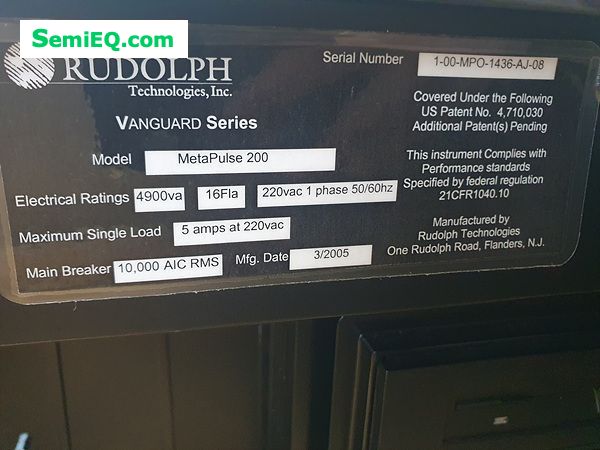 SemiEQ.com
RUDOLPH
Technologies, Inc.
Serial Number 1-00-MPO-1436-AJ-08
VANGUARD Series
Covered Under the Following
US Patent No. 4,710,030
Additional Patent(s) Pending
Model MetaPulse 200
Electrical Ratings 4900va 16Fla 220vac 1 phase 50/60hz
Maximum Single Load 5 amps at 220vac
Main Breaker 10,000 AIC RMS Mfg. Date 3/2005
This instrument Complies with
Performance standards
Specified by federal regulation
21CFR1040.10
Manufactured by
Rudolph Technologies
One Rudolph Road, Flanders, N.J.